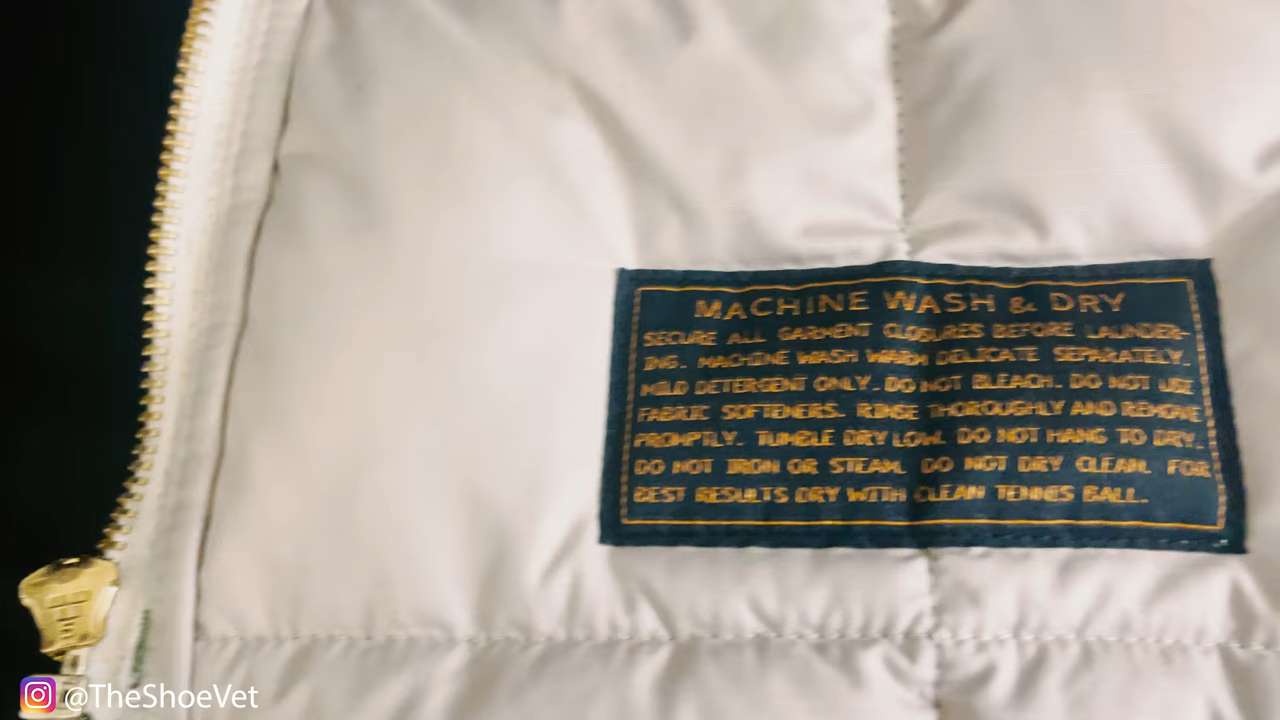 MACHINE WASH & DRY
SECURE ALL GARMENT CLOSURES BEFORE LAUNDER-
ING. MACHINE WASH WARM DELICATE SEPARATELY.
MILD DETERGENT ONLY. DO NOT BLEACH. DO NOT USE
FABRIC SOFTENERS. RINSE THOROUGHLY AND REMOVE
PROMPTLY. TUMBLE DRY LOW. DO NOT HANG TO DRY.
DO NOT IRON OR STEAM. DO NOT DRY CLEAN. FOR
BEST RESULTS DRY WITH CLEAN TENNIS BALL.
@TheShoeVet